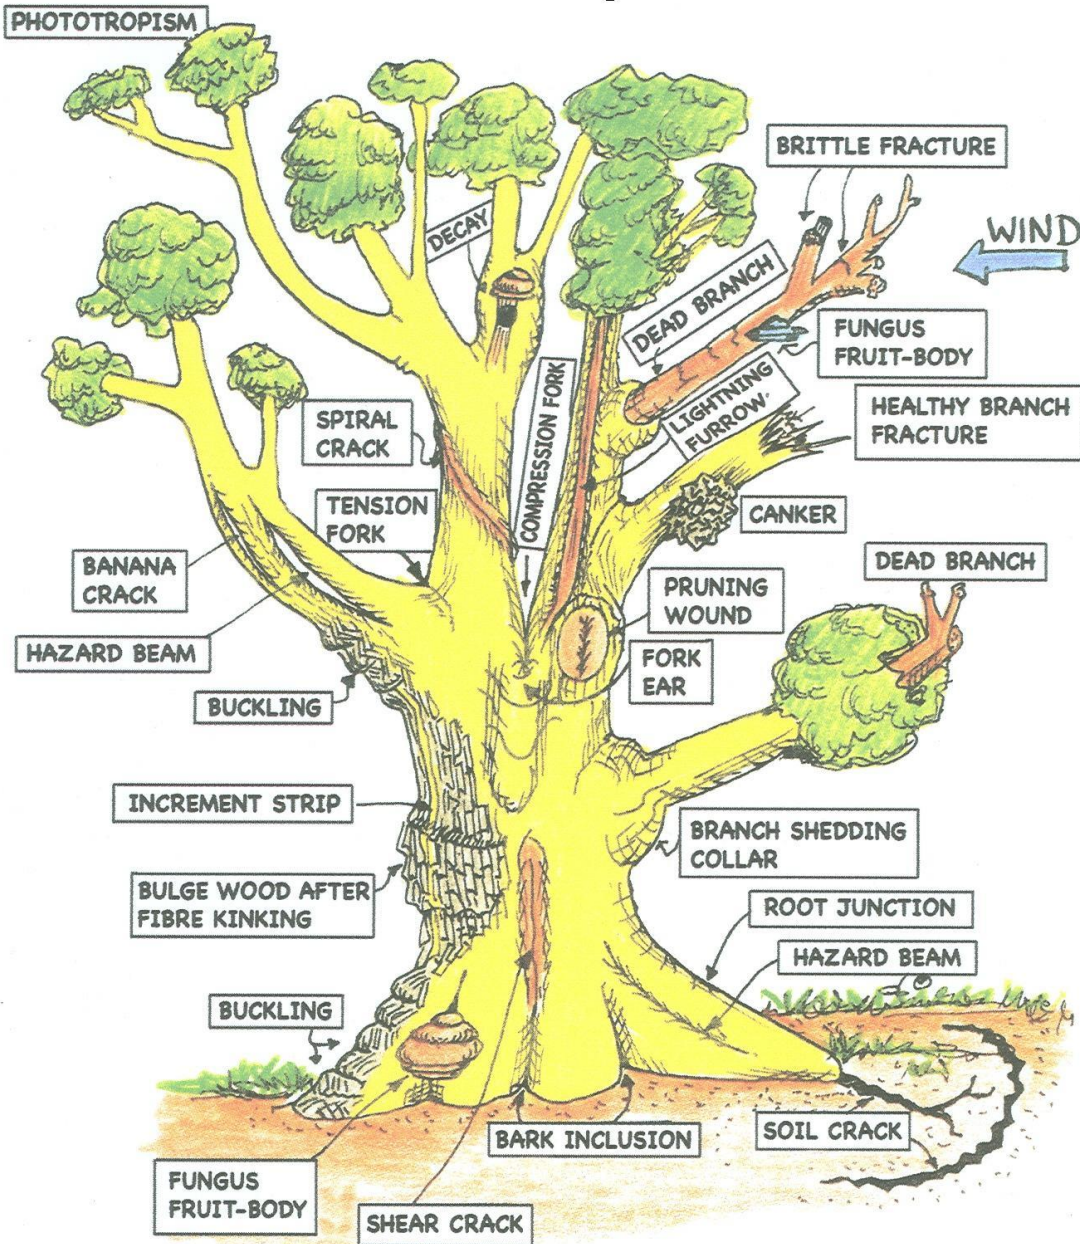 PHOTOTROPISM
BRITTLE FRACTURE
WIND
DECAY
DEAD BRANCH
FUNGUS
FRUIT-BODY
LIGHTNING
FURROW
HEALTHY BRANCH
FRACTURE
SPIRAL
CRACK
COMPRESSION FORK
TENSION
FORK
CANKER
BANANA
CRACK
DEAD BRANCH
PRUNING
WOUND
HAZARD BEAM
FORK
EAR
BUCKLING
INCREMENT STRIP
BRANCH SHEDDING
COLLAR
BULGE WOOD AFTER
FIBRE KINKING
ROOT JUNCTION
HAZARD BEAM
BUCKLING
BARK INCLUSION
SOIL CRACK
FUNGUS
FRUIT-BODY
SHEAR CRACK